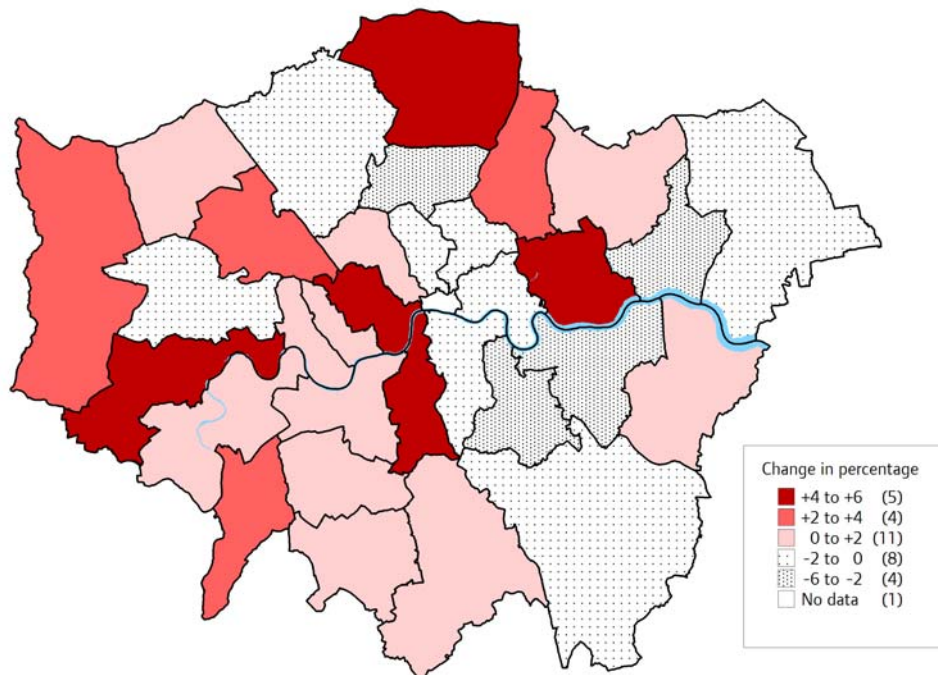 Change in percentage
+4 to +6 (5)
+2 to +4 (4)
0 to +2 (11)
-2 to 0 (8)
-6 to -2 (4)
No data (1)